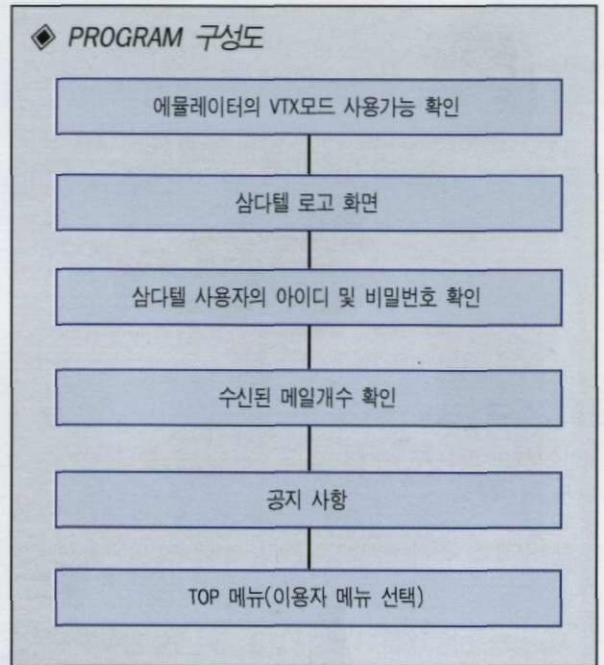 ◈ PROGRAM 구성도
에뮬레이터의 VTX모드 사용가능 확인
삼다텔 로고 화면
삼다텔 사용자의 아이디 및 비밀번호 확인
수신된 메일개수 확인
공지 사항
TOP 메뉴(이용자 메뉴 선택)